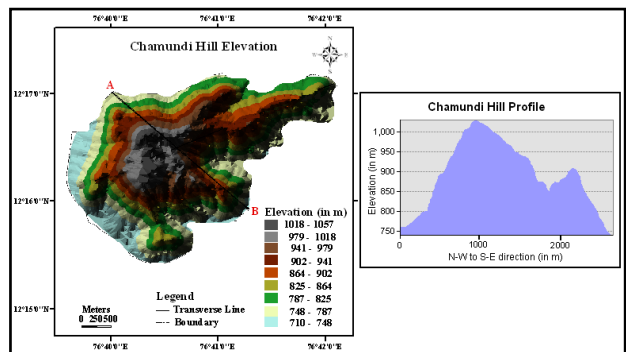 76°40'0"E 76°41'0"E 76°42'0"E
Chamundi Hill Elevation
N
W E
S
A
12°17'0"N
12°16'0"N
12°15'0"N
B
Elevation (in m)
1018 - 1057
979 - 1018
941 - 979
902 - 941
864 - 902
825 - 864
787 - 825
748 - 787
710 - 748
Legend
Transverse Line
Boundary
Meters
0 250500
76°40'0"E 76°41'0"E 76°42'0"E
Chamundi Hill Profile
Elevation (in m)
1,000
950
900
850
800
750
0 1000 2000
N-W to S-E direction (in m)